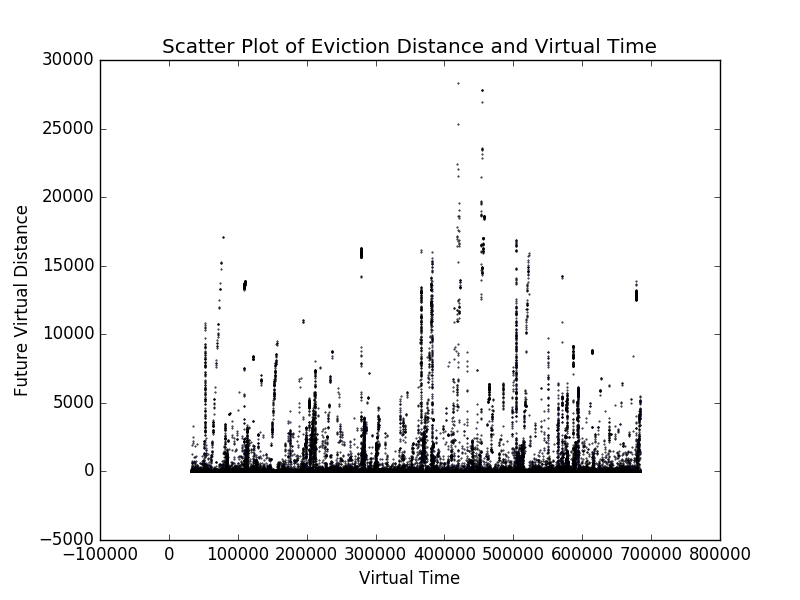 Scatter Plot of Eviction Distance and Virtual Time
30000
25000
20000
15000
10000
5000
0
−5000
Future Virtual Distance
−100000 0 100000 200000 300000 400000 500000 600000 700000 800000
Virtual Time